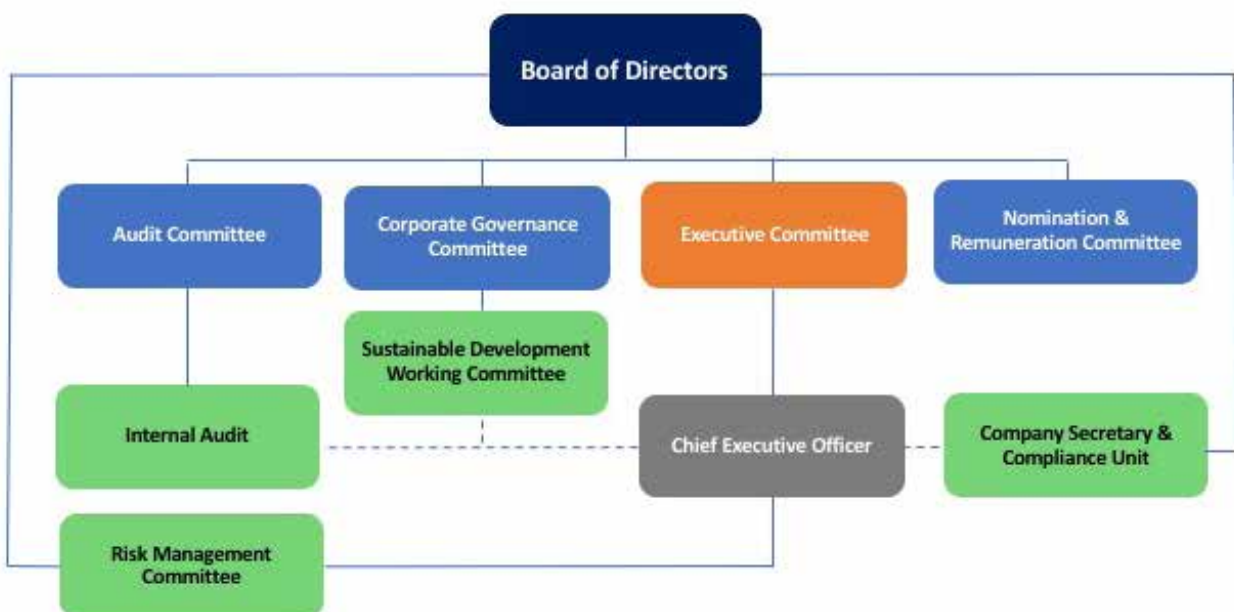 Board of Directors
Audit Committee
Corporate Governance
Committee
Executive Committee
Nomination &
Remuneration Committee
Sustainable Development
Working Committee
Internal Audit
Chief Executive Officer
Company Secretary &
Compliance Unit
Risk Management
Committee